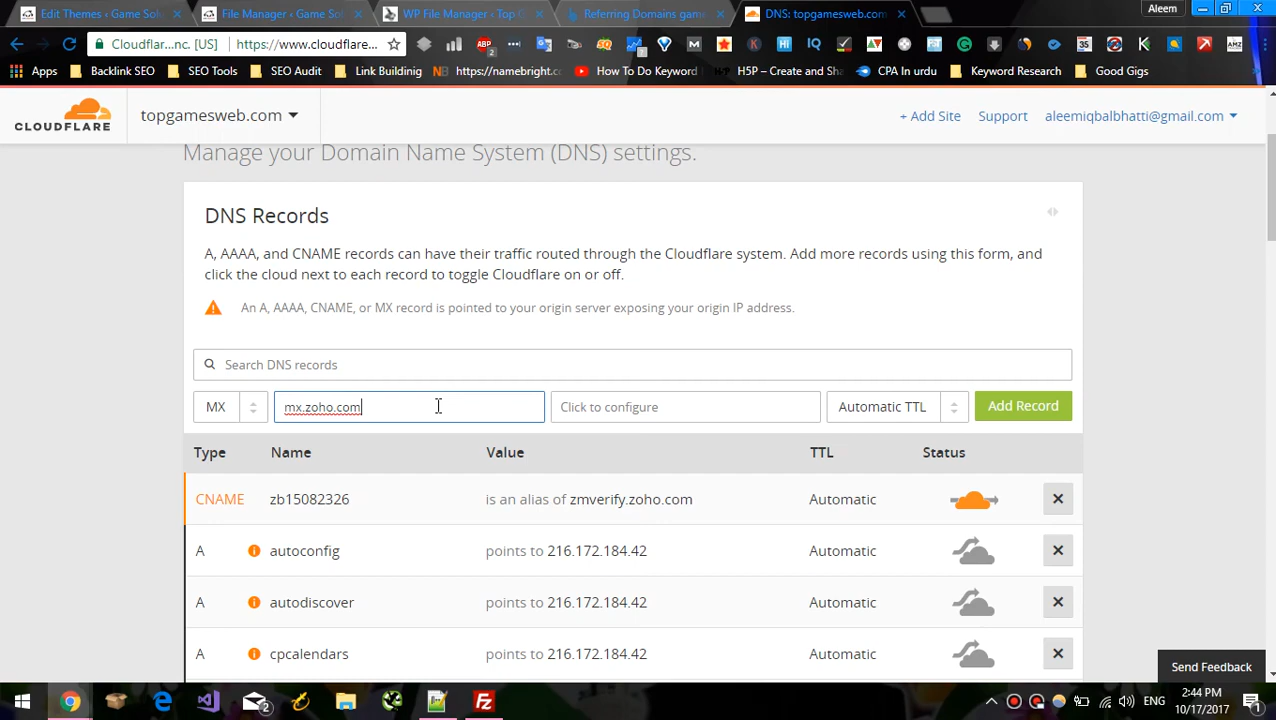 Edit Themes ‹ Game Sol
File Manager ‹ Game Sol
WP File Manager ‹ Top G
Referring Domains game
DNS: topgamesweb.com
Aleem
Cloudflar...nc. [US]
https://www.cloudflare...
Apps
Backlink SEO
SEO Tools
SEO Audit
Link Buildinig
https://namebright.co
How To Do Keyword
H5P – Create and Sha
CPA In urdu
Keyword Research
Good Gigs
CLOUDFLARE
topgamesweb.com
+ Add Site
Support
aleemiqbalbhatti@gmail.com
Manage your Domain Name System (DNS) settings.
DNS Records
A, AAAA, and CNAME records can have their traffic routed through the Cloudflare system. Add more records using this form, and
click the cloud next to each record to toggle Cloudflare on or off.
An A, AAAA, CNAME, or MX record is pointed to your origin server exposing your origin IP address.
Search DNS records
MX
mx.zoho.com
Click to configure
Automatic TTL
Add Record
Type Name Value TTL Status
CNAME zb15082326 is an alias of zmverify.zoho.com Automatic
A autoconfig points to 216.172.184.42 Automatic
A autodiscover points to 216.172.184.42 Automatic
A cpcalendars points to 216.172.184.42 Automatic
Send Feedback
ENG
2:44 PM
10/17/2017